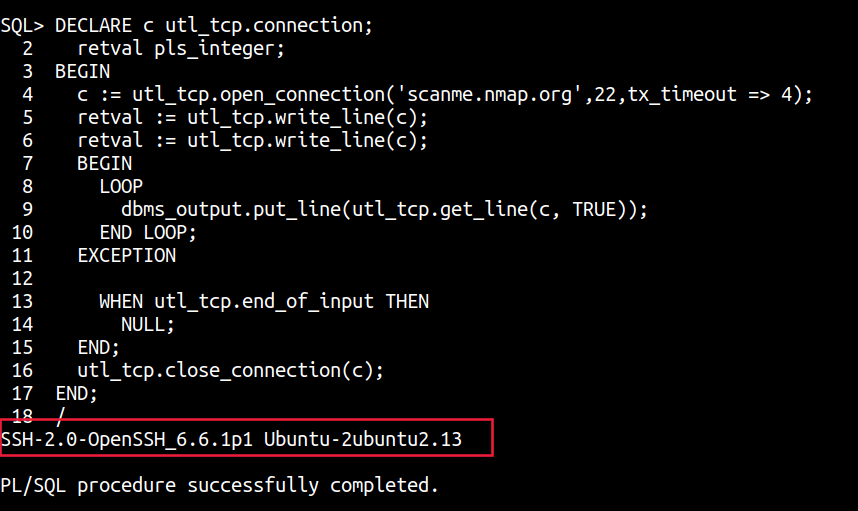 SQL> DECLARE c utl_tcp.connection;
2 retval pls_integer;
3 BEGIN
4 c := utl_tcp.open_connection('scanme.nmap.org',22,tx_timeout => 4);
5 retval := utl_tcp.write_line(c);
6 retval := utl_tcp.write_line(c);
7 BEGIN
8 LOOP
9 dbms_output.put_line(utl_tcp.get_line(c, TRUE));
10 END LOOP;
11 EXCEPTION
12
13 WHEN utl_tcp.end_of_input THEN
14 NULL;
15 END;
16 utl_tcp.close_connection(c);
17 END;
18 /
SSH-2.0-OpenSSH_6.6.1p1 Ubuntu-2ubuntu2.13
PL/SQL procedure successfully completed.